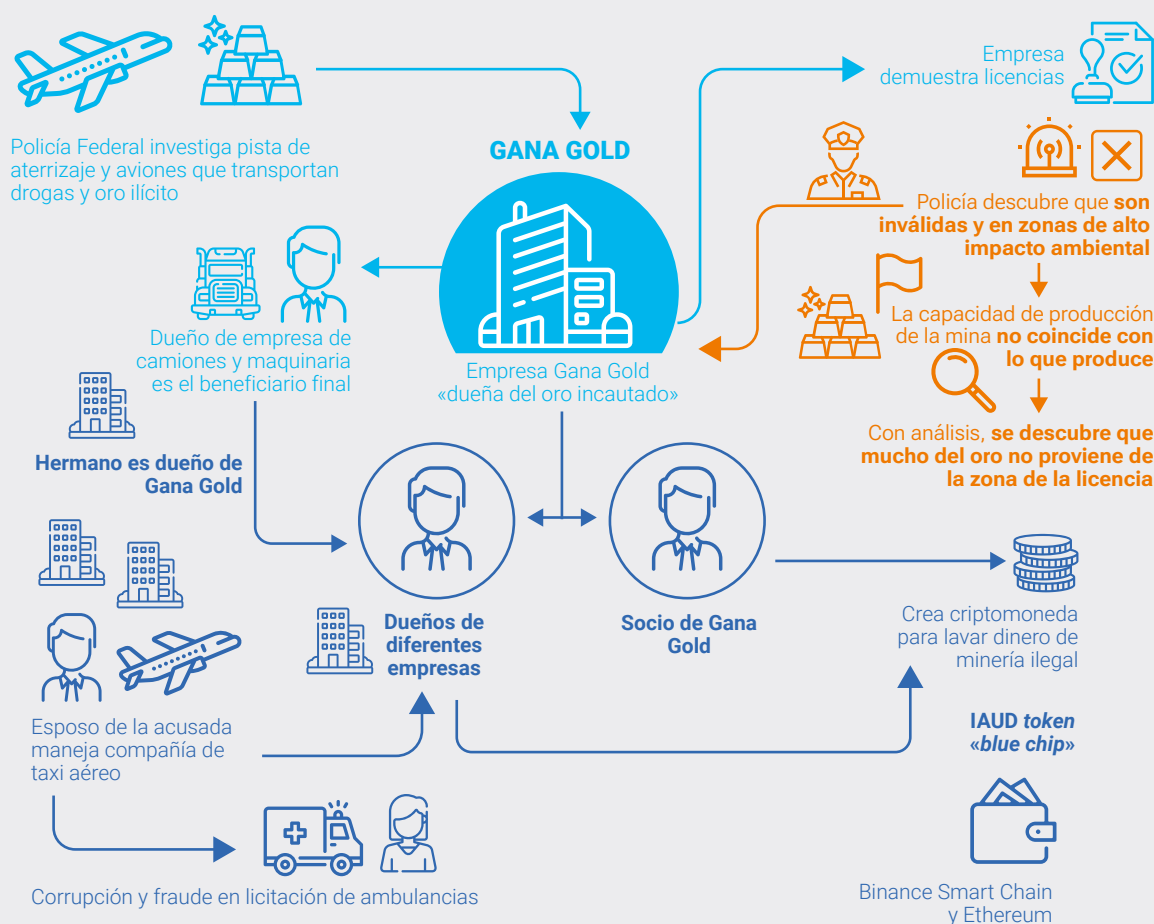 Policía Federal investiga pista de
aterrizaje y aviones que transportan
drogas y oro ilícito
GANA GOLD
Empresa
demuestra licencias
Policía descubre que son
inválidas y en zonas de alto
impacto ambiental
La capacidad de producción
de la mina no coincide con
lo que produce
Con análisis, se descubre que
mucho del oro no proviene de
la zona de la licencia
Empresa Gana Gold
«dueña del oro incautado»
Dueño de empresa de
camiones y maquinaria
es el beneficiario final
Hermano es dueño de
Gana Gold
Dueños de
diferentes
empresas
Socio de Gana
Gold
Crea criptomoneda
para lavar dinero de
minería ilegal
IAUD token
«blue chip»
Esposo de la acusada
maneja compañía de
taxi aéreo
Corrupción y fraude en licitación de ambulancias
Binance Smart Chain
y Ethereum